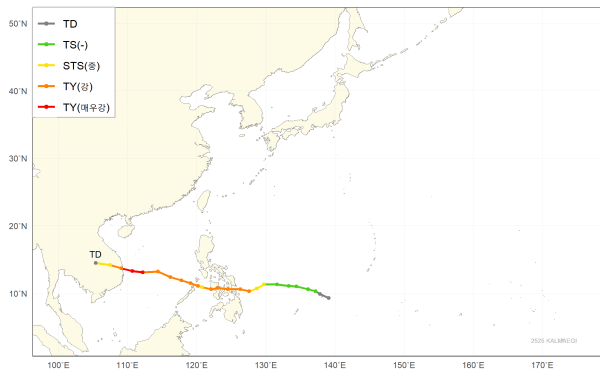 TD
TS(-)
STS(중)
TY(강)
TY(매우강)
50˚N
40˚N
30˚N
20˚N
10˚N
TD
2525 KALMAEGI
100˚E
110˚E
120˚E
130˚E
140˚E
150˚E
160˚E
170˚E